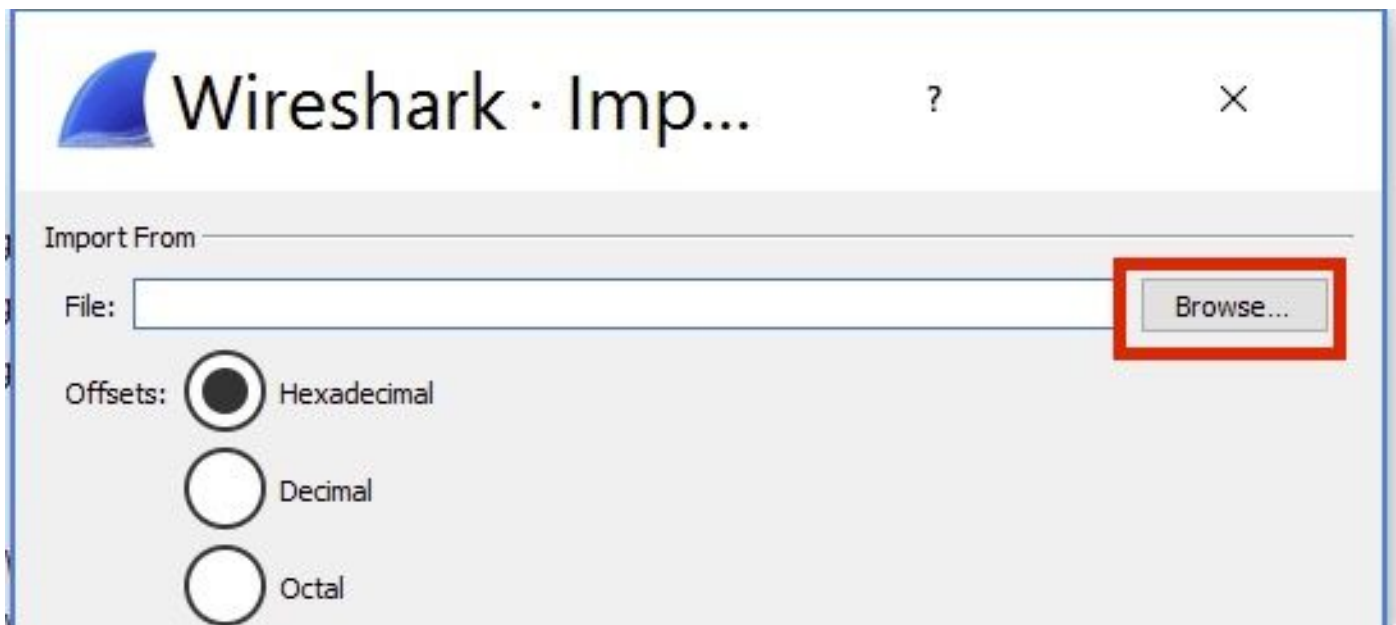 Wireshark · Imp... ?
Import From
File: Browse...
Offsets: Hexadecimal
Decimal
Octal